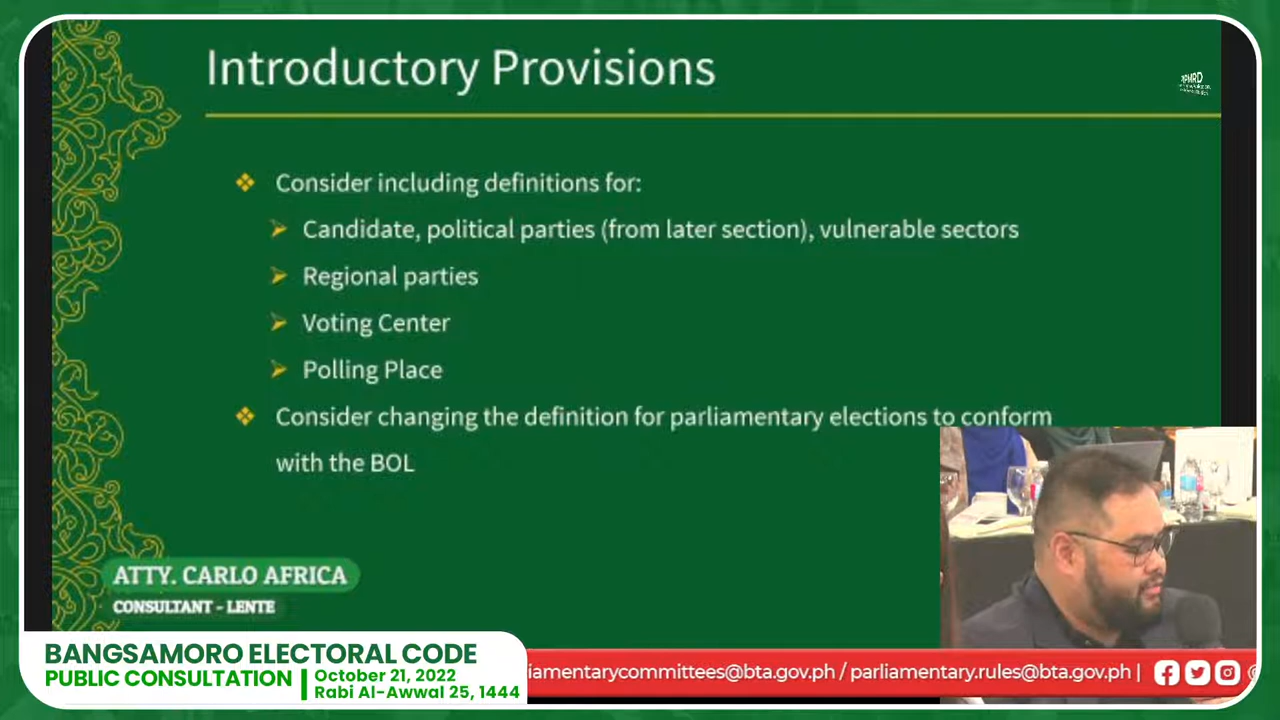 Introductory Provisions
Consider including definitions for:
Candidate, political parties (from later section), vulnerable sectors
Regional parties
Voting Center
Polling Place
Consider changing the definition for parliamentary elections to conform
with the BOL
ATTY. CARLO AFRICA
CONSULTANT - LENTE
BANGSAMORO ELECTORAL CODE
PUBLIC CONSULTATION
October 21, 2022
Rabi Al-Awwal 25, 1444
iamentarycommittees@bta.gov.ph / parliamentary.rules@bta.gov.ph |